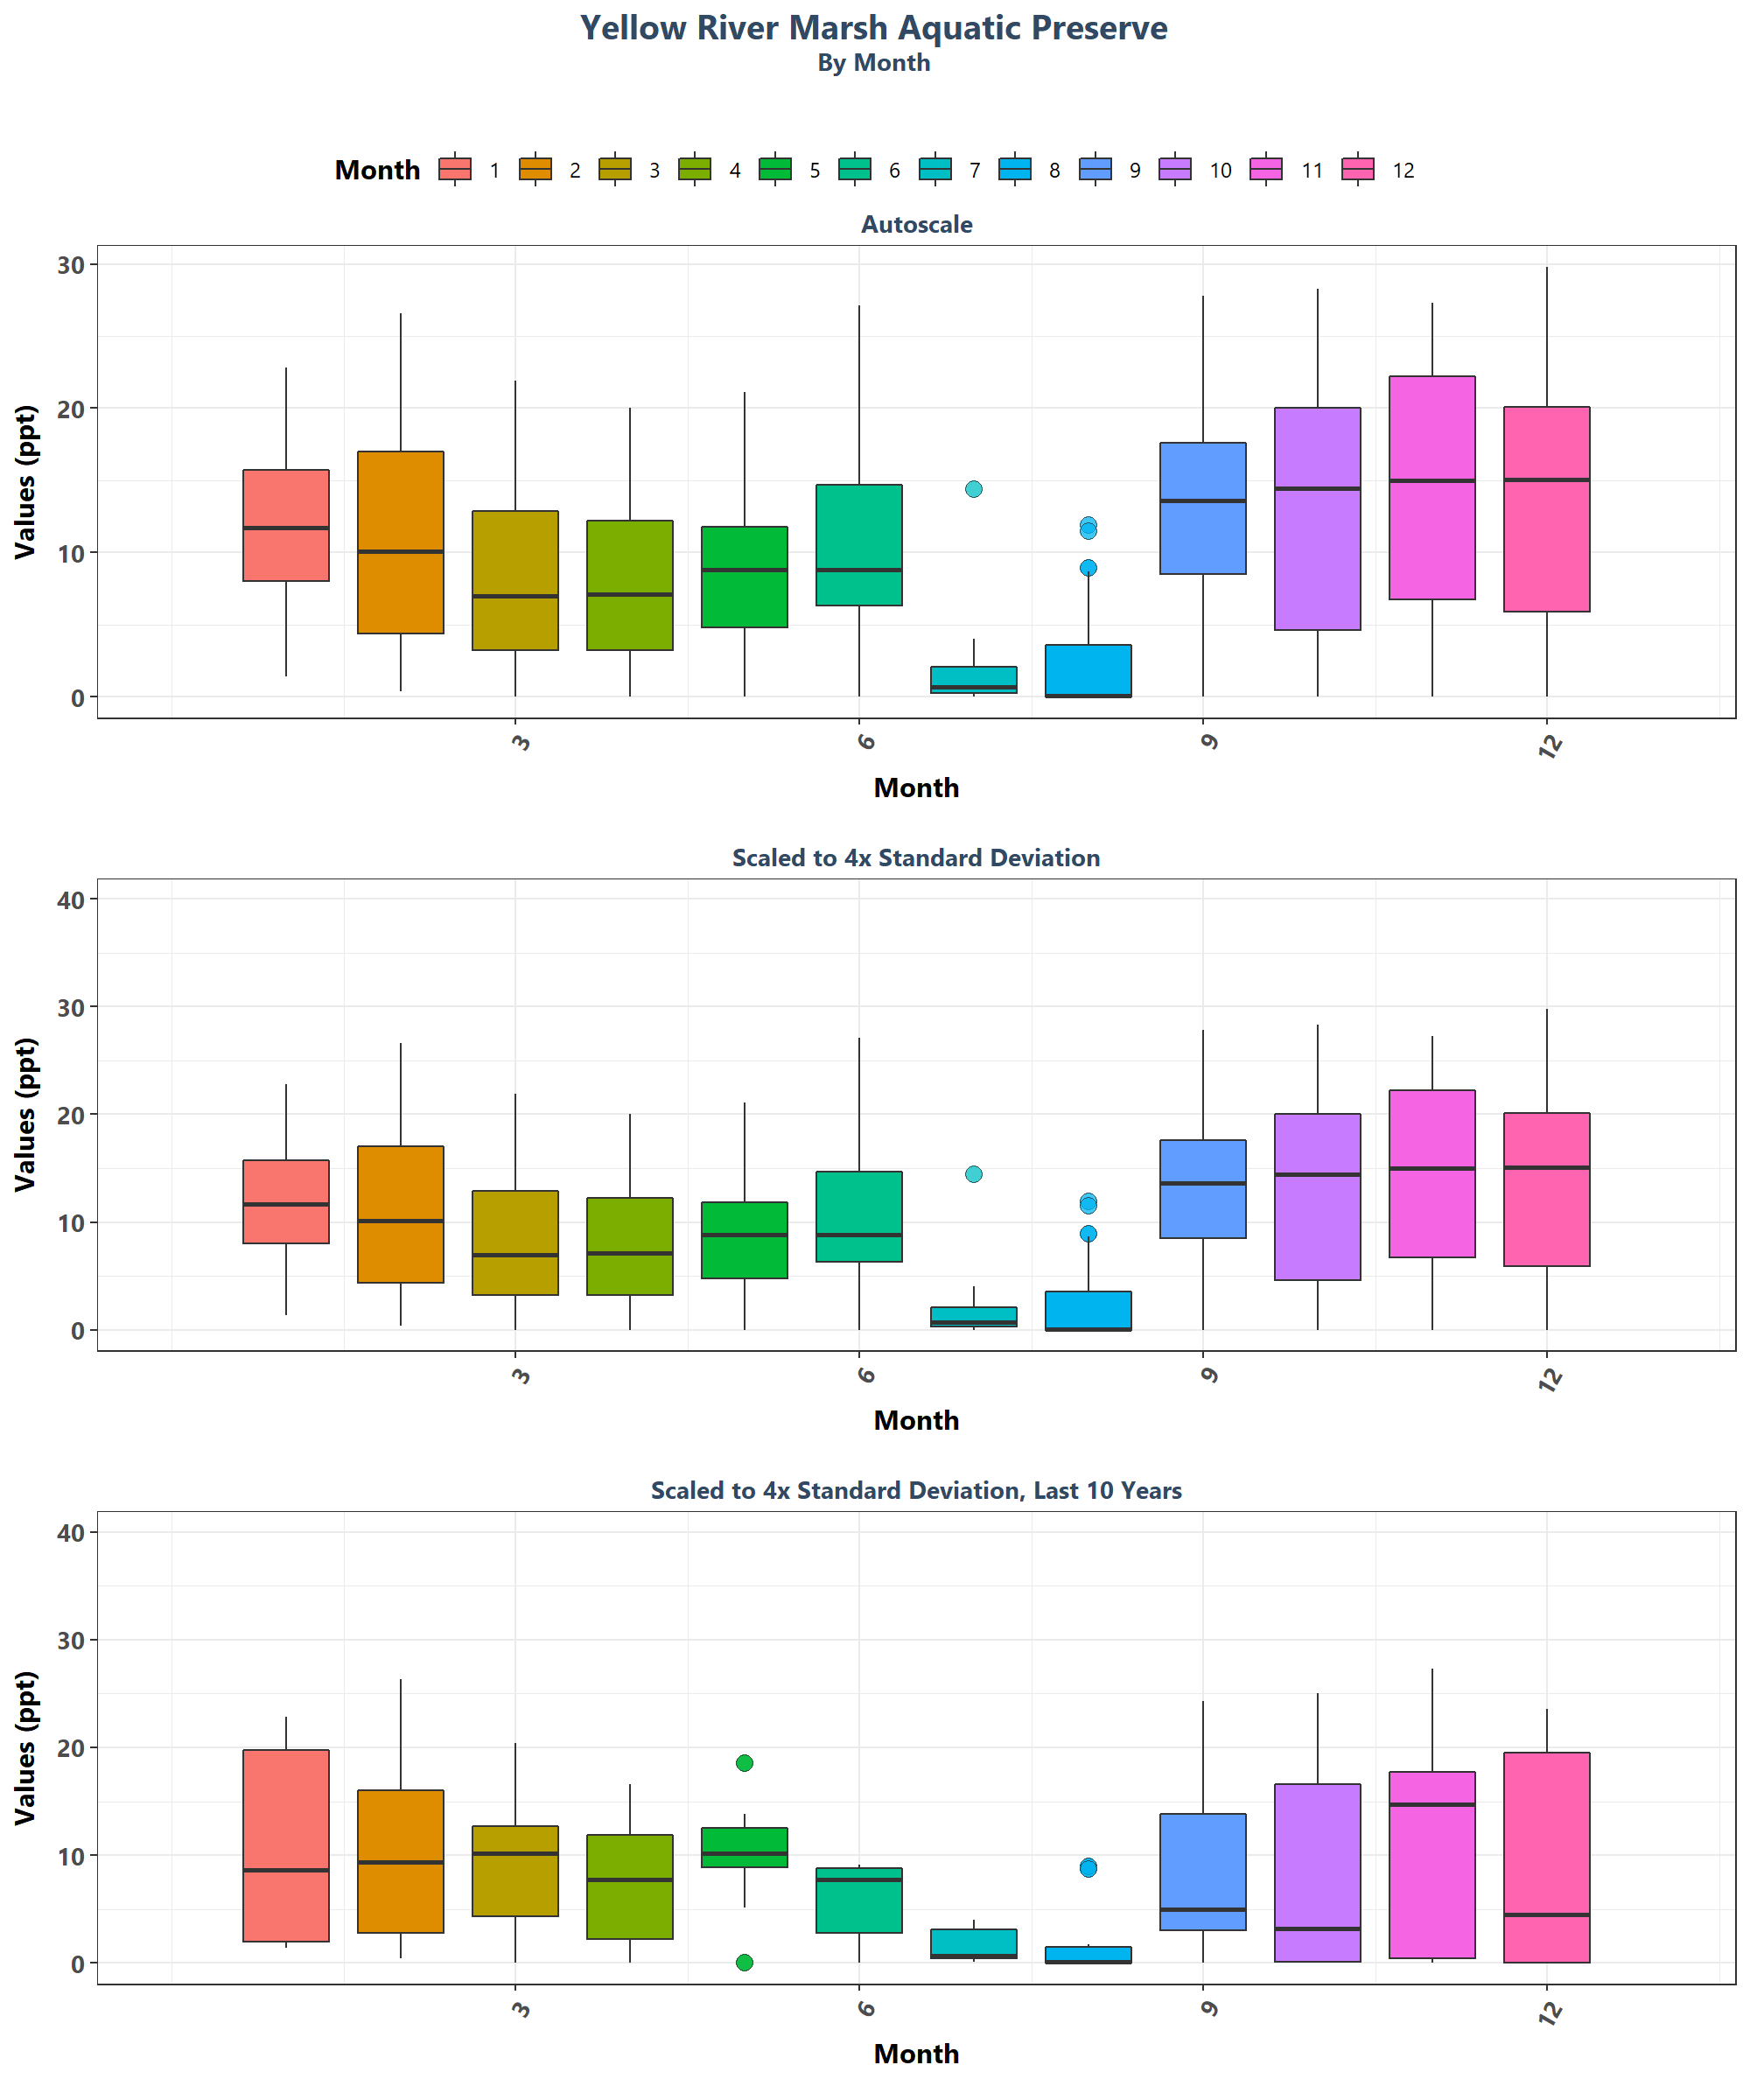 Yellow River Marsh Aquatic Preserve
By Month
Month 1 2 3 4 5 6 7 8 9 10 11 12
Autoscale
Values (ppt)
30
20
10
0
3 6 9 12
Month
Scaled to 4x Standard Deviation
Values (ppt)
40
30
20
10
0
3 6 9 12
Month
Scaled to 4x Standard Deviation, Last 10 Years
Values (ppt)
40
30
20
10
0
3 6 9 12
Month